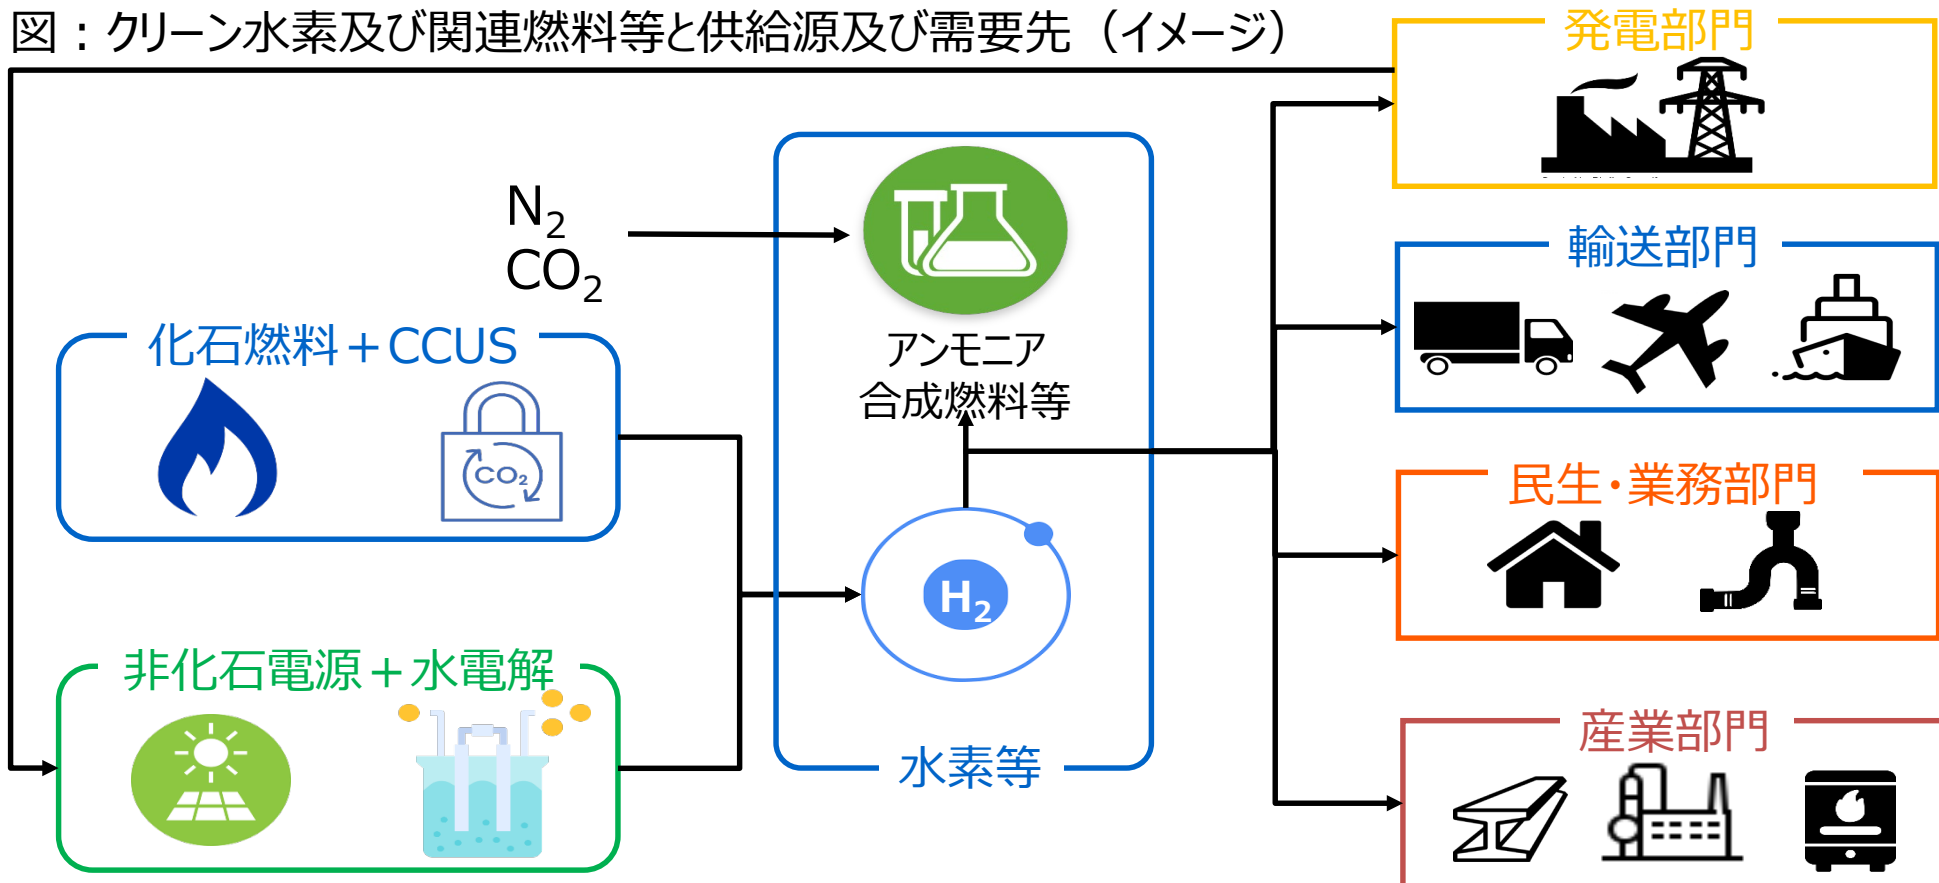 図：クリーン水素及び関連燃料等と供給源及び需要先（イメージ）
発電部門
N2
CO2
輸送部門
化石燃料＋CCUS
アンモニア
合成燃料等
CO2
民生・業務部門
H2
非化石電源＋水電解
水素等
産業部門